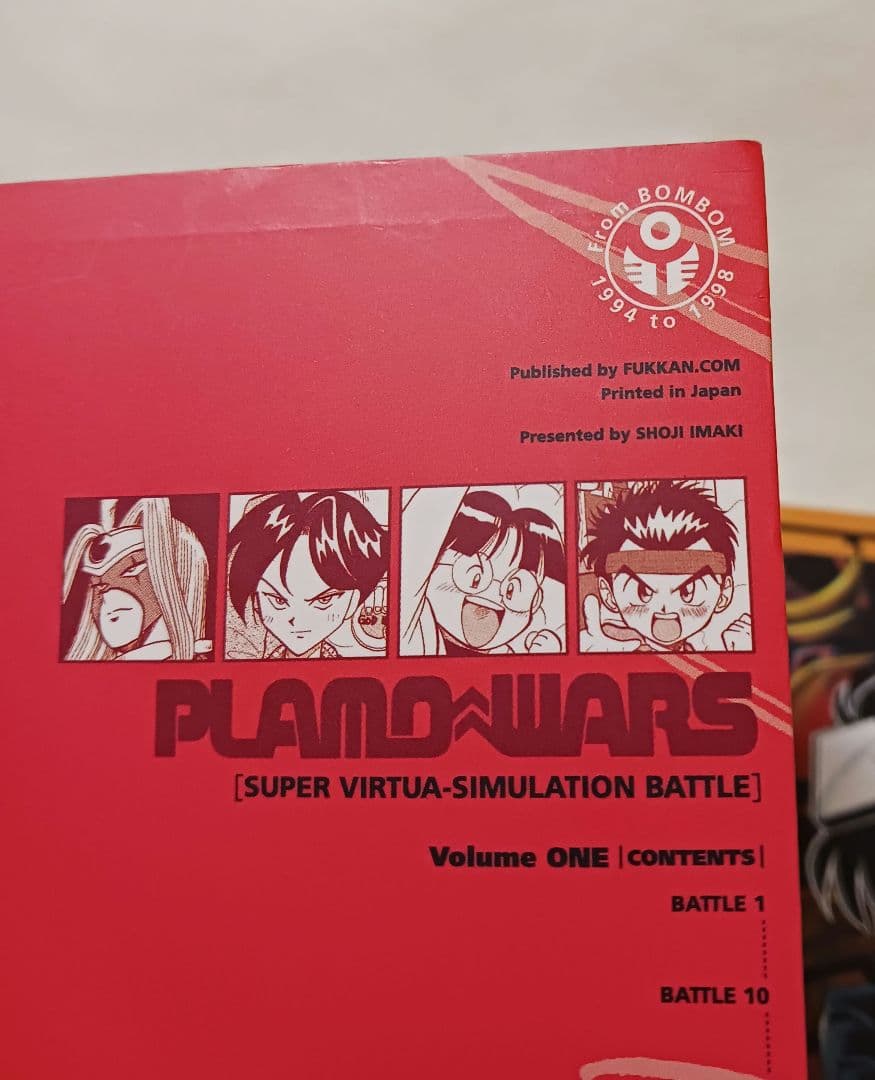 From BOMBOM
1994 to 1998
Published by FUKKAN.COM
Printed in Japan
Presented by SHOJI IMAKI
PLAMO WARS
[SUPER VIRTUA-SIMULATION BATTLE]
Volume ONE |CONTENTS|
BATTLE 1
BATTLE 10